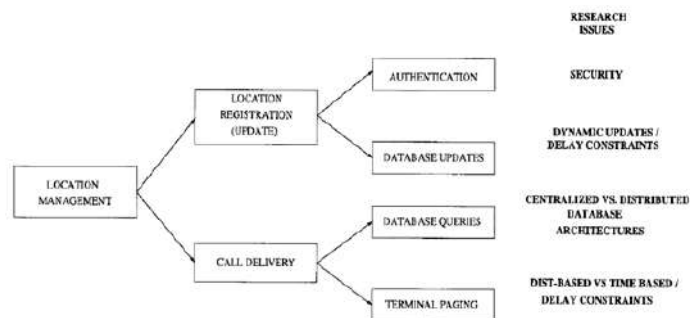 RESEARCH
ISSUES
AUTHENTICATION
SECURITY
LOCATION
REGISTRATION
(UPDATE)
DYNAMIC UPDATES /
DELAY CONSTRAINTS
DATABASE UPDATES
LOCATION
MANAGEMENT
CENTRALIZED VS. DISTRIBUTED
DATABASE
ARCHITECTURES
DATABASE QUERIES
CALL DELIVERY
DIST-BASED VS TIME BASED /
DELAY CONSTRAINTS
TERMINAL PAGING